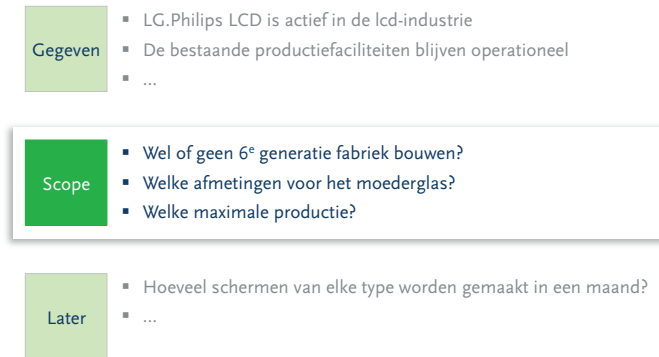 Gegeven
▪ LG.Philips LCD is actief in de lcd-industrie
▪ De bestaande productiefaciliteiten blijven operationeel
▪ ...
Scope
▪ Wel of geen 6e generatie fabriek bouwen?
▪ Welke afmetingen voor het moederglas?
▪ Welke maximale productie?
Later
▪ Hoeveel schermen van elke type worden gemaakt in een maand?
▪ ...